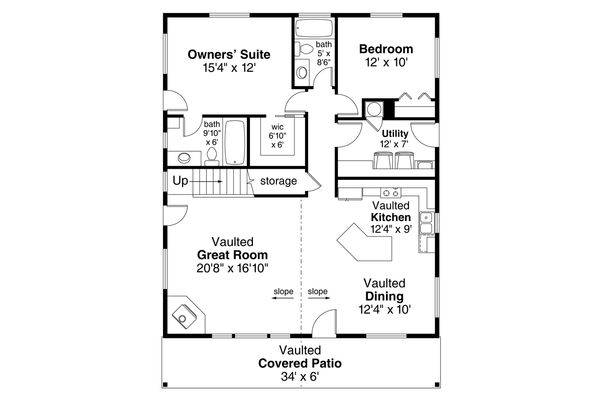 Owners' Suite
15'4" x 12'
bath
5' x
8'6"
Bedroom
12' x 10'
bath
9'10"
x 6'
wic
6'10"
x 6'
Utility
12' x 7'
Up
storage
Vaulted
Kitchen
12'4" x 9'
Vaulted
Great Room
20'8" x 16'10"
Vaulted
Dining
12'4" x 10'
slope
slope
Vaulted
Covered Patio
34' x 6'